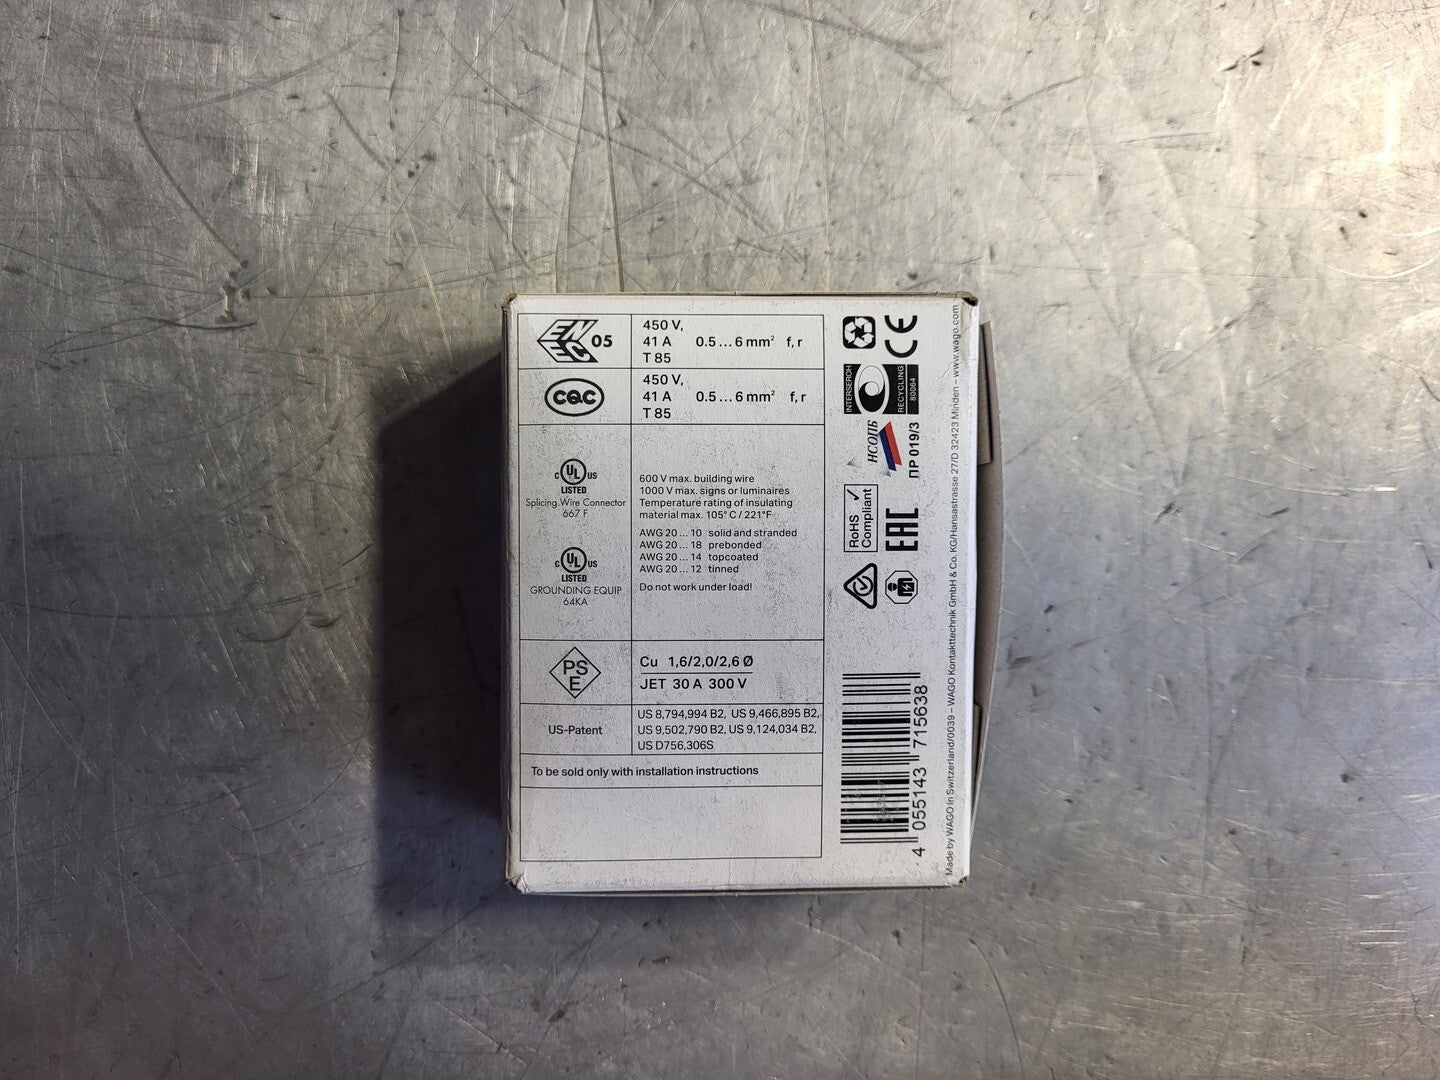 ENEC 05
450 V,
41 A 0.5 ... 6 mm² f, r
T 85
CQC
450 V,
41 A 0.5 ... 6 mm² f, r
T 85
C UL US
LISTED
Splicing Wire Connector
667 F
C UL US
LISTED
GROUNDING EQUIP
64KA
600 V max. building wire
1000 V max. signs or luminaires
Temperature rating of insulating
material max. 105° C / 221°F
AWG 20 ... 10 solid and stranded
AWG 20 ... 18 prebonded
AWG 20 ... 14 topcoated
AWG 20 ... 12 tinned
Do not work under load!
PS
E
Cu 1,6/2,0/2,6 Ø
JET 30 A 300 V
US-Patent
US 8,794,994 B2, US 9,466,895 B2,
US 9,502,790 B2, US 9,124,034 B2,
US D756,306S
To be sold only with installation instructions
CE
INTERSEROH
RECYCLING
80064
НСОПБ
ПР 019/3
RoHS
Compliant
EAC
4 055143 715638
Made by WAGO in Switzerland/0039 – WAGO Kontakttechnik GmbH & Co. KG/Hansastrasse 27/D 32423 Minden – www.wago.com